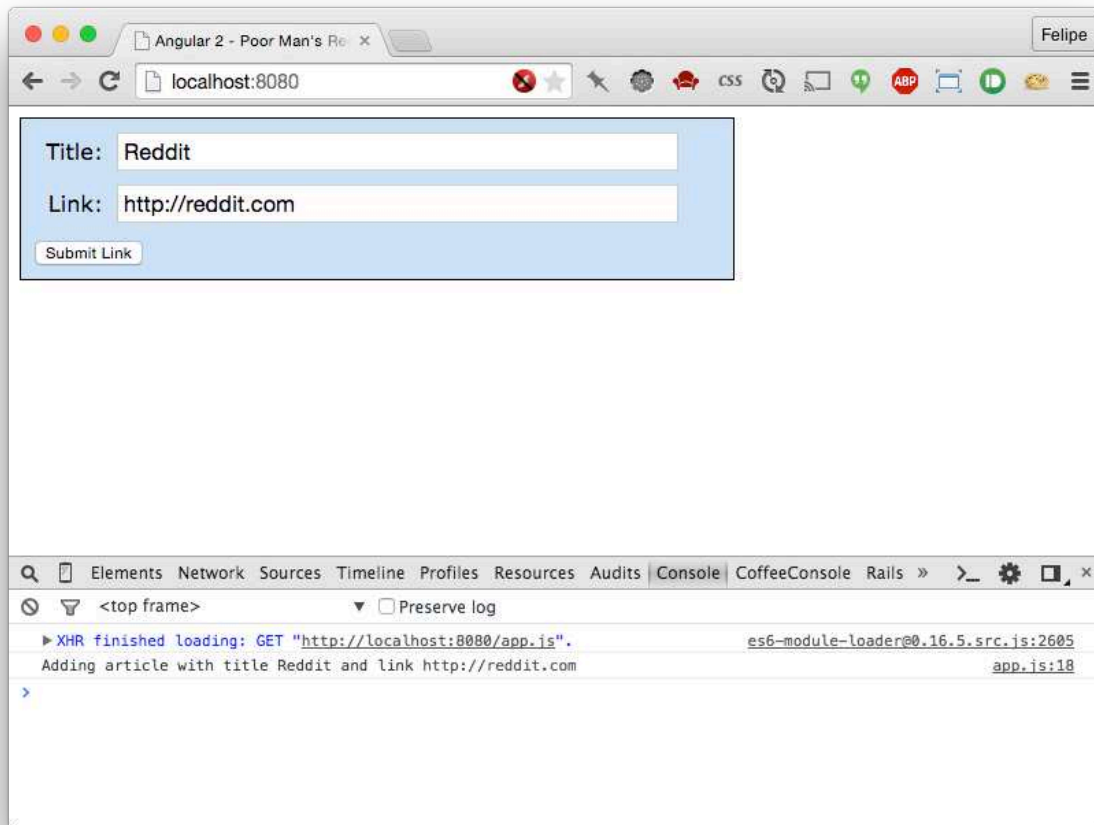 Angular 2 - Poor Man's Re
Felipe
localhost:8080
css
ABP
Title: Reddit
Link: http://reddit.com
Submit Link
Elements Network Sources Timeline Profiles Resources Audits Console CoffeeConsole Rails »
<top frame> Preserve log
XHR finished loading: GET "http://localhost:8080/app.js". es6-module-loader@0.16.5.src.js:2605
Adding article with title Reddit and link http://reddit.com app.js:18